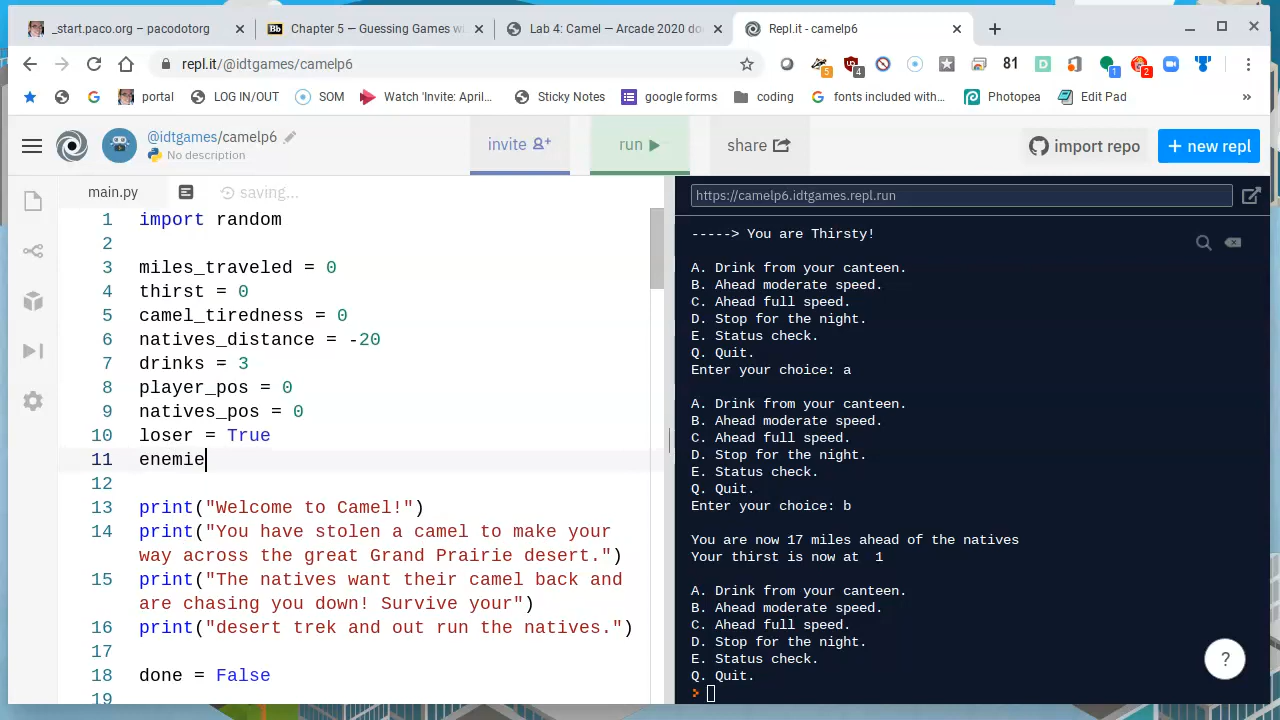 _start.paco.org – pacodotorg
Chapter 5 — Guessing Games wi
Lab 4: Camel — Arcade 2020 do
Repl.it - camelp6
repl.it/@idtgames/camelp6
5
4
81
1
2
portal
LOG IN/OUT
SOM
Watch 'Invite: April...
Sticky Notes
google forms
coding
fonts included with...
Photopea
Edit Pad
»
@idtgames/camelp6
No description
invite
run
share
import repo
+ new repl
main.py
saving...
https://camelp6.idtgames.repl.run
1 import random
2
3 miles_traveled = 0
4 thirst = 0
5 camel_tiredness = 0
6 natives_distance = -20
7 drinks = 3
8 player_pos = 0
9 natives_pos = 0
10 loser = True
11 enemie
12
13 print("Welcome to Camel!")
14 print("You have stolen a camel to make your
way across the great Grand Prairie desert.")
15 print("The natives want their camel back and
are chasing you down! Survive your")
16 print("desert trek and out run the natives.")
17
18 done = False
19
-----> You are Thirsty!
A. Drink from your canteen.
B. Ahead moderate speed.
C. Ahead full speed.
D. Stop for the night.
E. Status check.
Q. Quit.
Enter your choice: a
A. Drink from your canteen.
B. Ahead moderate speed.
C. Ahead full speed.
D. Stop for the night.
E. Status check.
Q. Quit.
Enter your choice: b
You are now 17 miles ahead of the natives
Your thirst is now at  1
A. Drink from your canteen.
B. Ahead moderate speed.
C. Ahead full speed.
D. Stop for the night.
E. Status check.
Q. Quit.
>
?